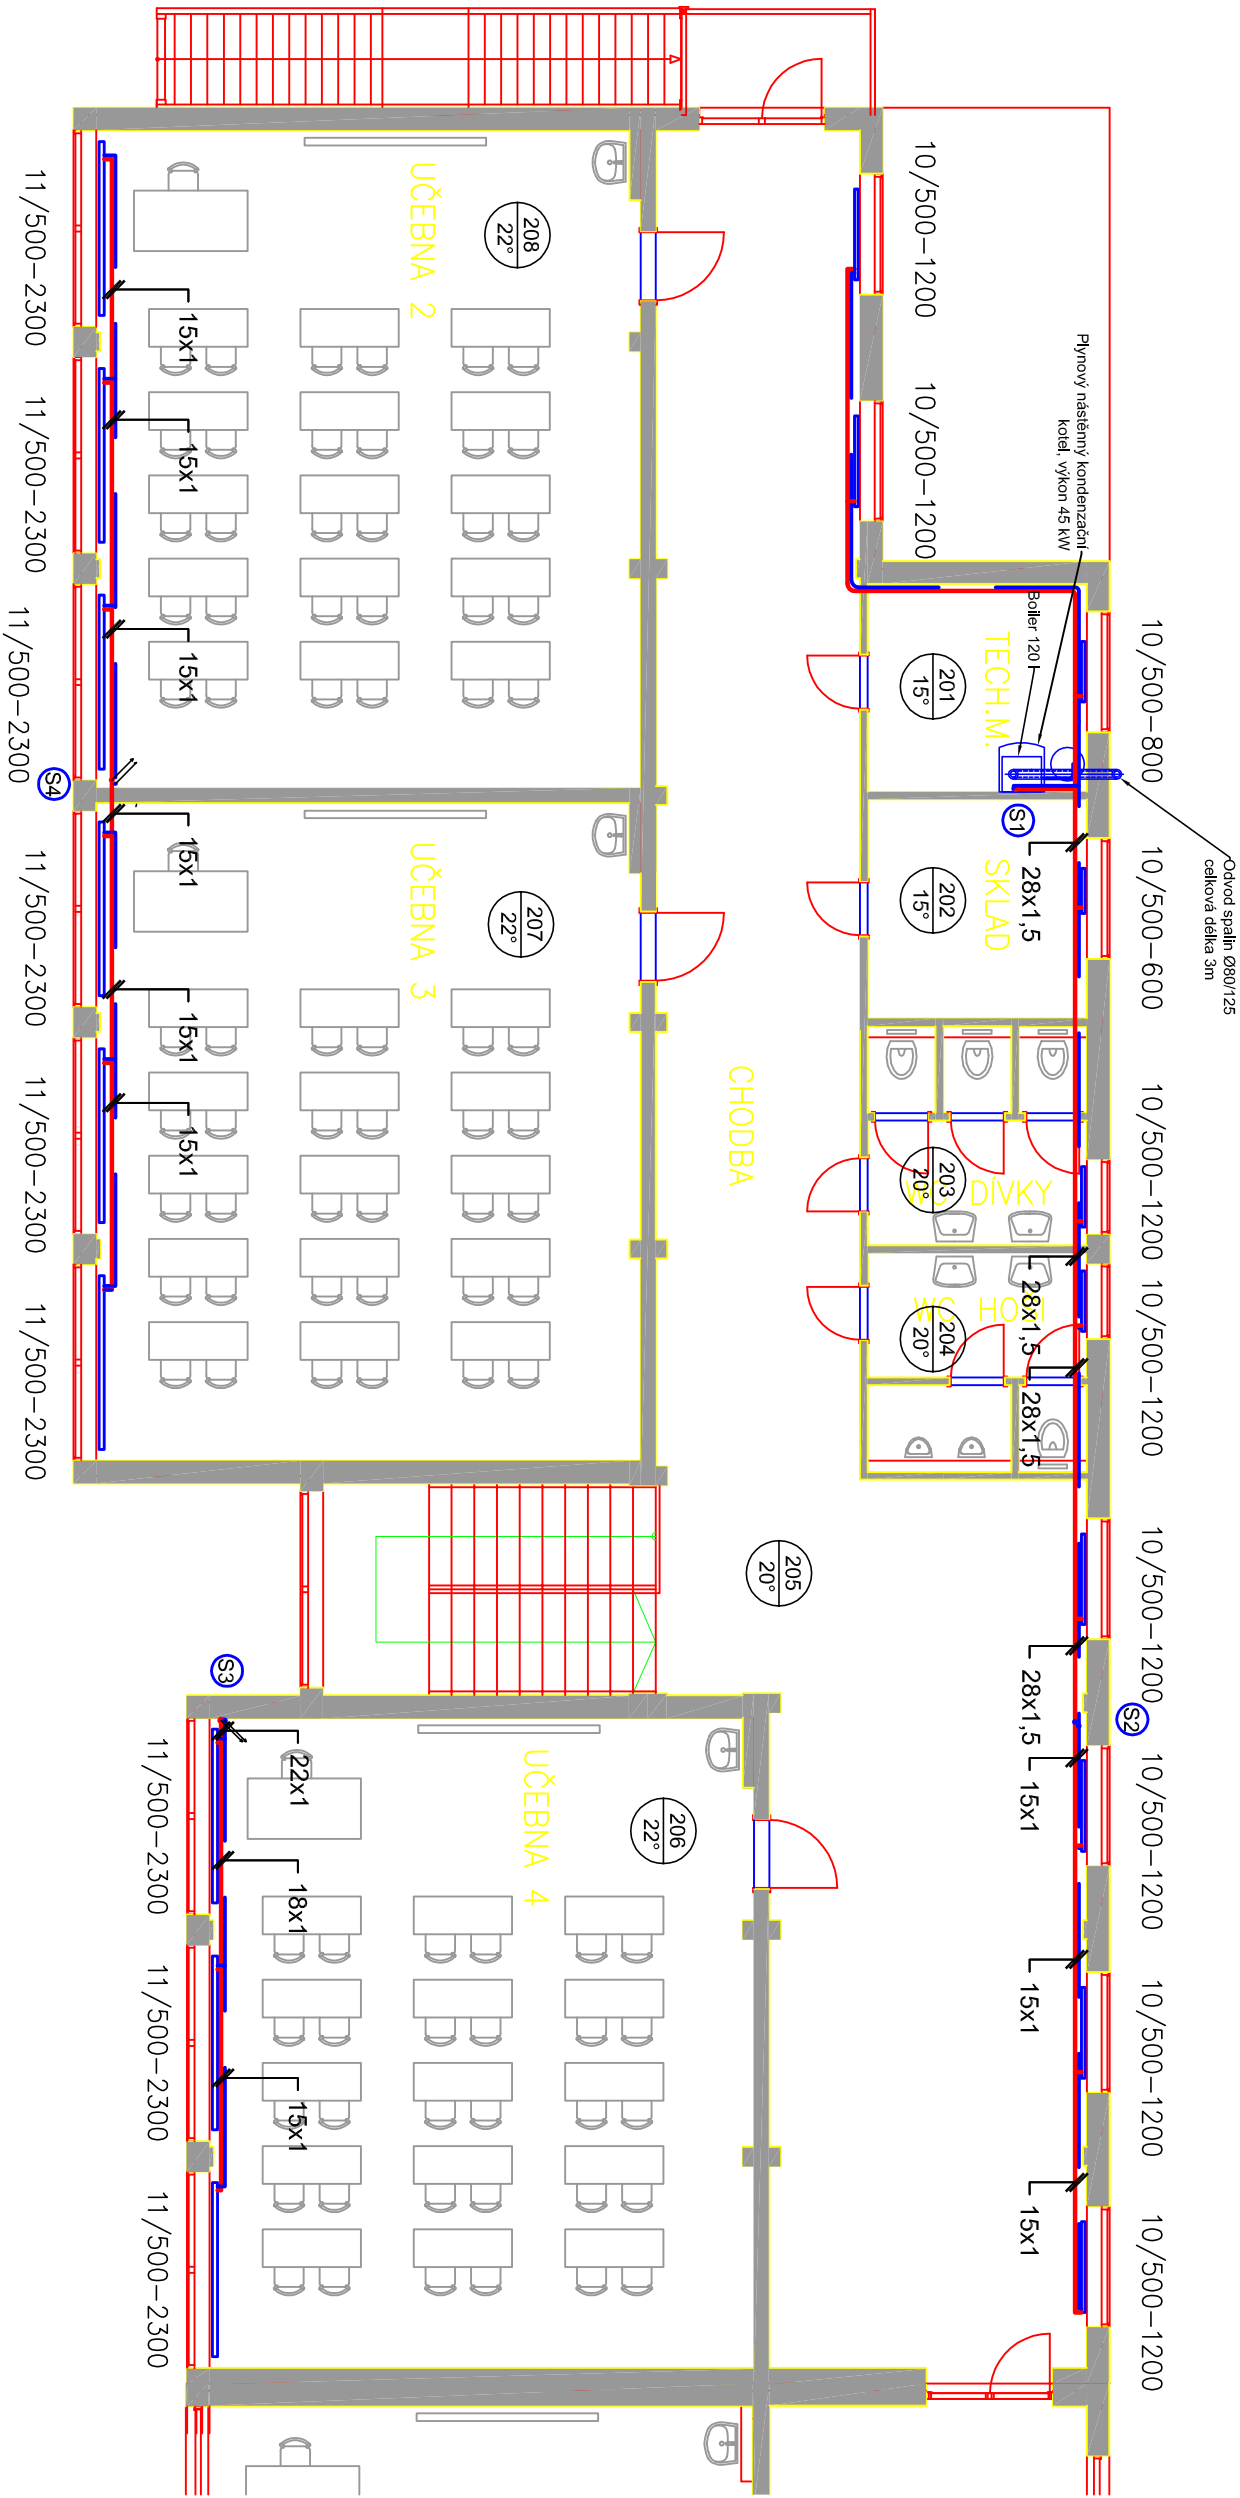 Odvod spalin Ø80/125
celková délka 3m
10/500-800
10/500-600
10/500-1200
10/500-1200
10/500-1200
10/500-1200
10/500-1200
10/500-1200
S2
Plynový nástěnný kondenzační
kotel, výkon 45 kW
Boiler 120 l
S1
28x1,5
28x1,5
28x1,5
28x1,5
15x1
15x1
15x1
10/500-1200
10/500-1200
TECH.M.
201
15°
SKLAD
202
15°
WC DÍVKY
203
20°
WC HOŠI
204
20°
CHODBA
205
20°
UČEBNA 2
208
22°
UČEBNA 3
207
22°
UČEBNA 4
206
22°
15x1
15x1
15x1
15x1
15x1
15x1
22x1
18x1
15x1
S4
S3
11/500-2300
11/500-2300
11/500-2300
11/500-2300
11/500-2300
11/500-2300
11/500-2300
11/500-2300
11/500-2300